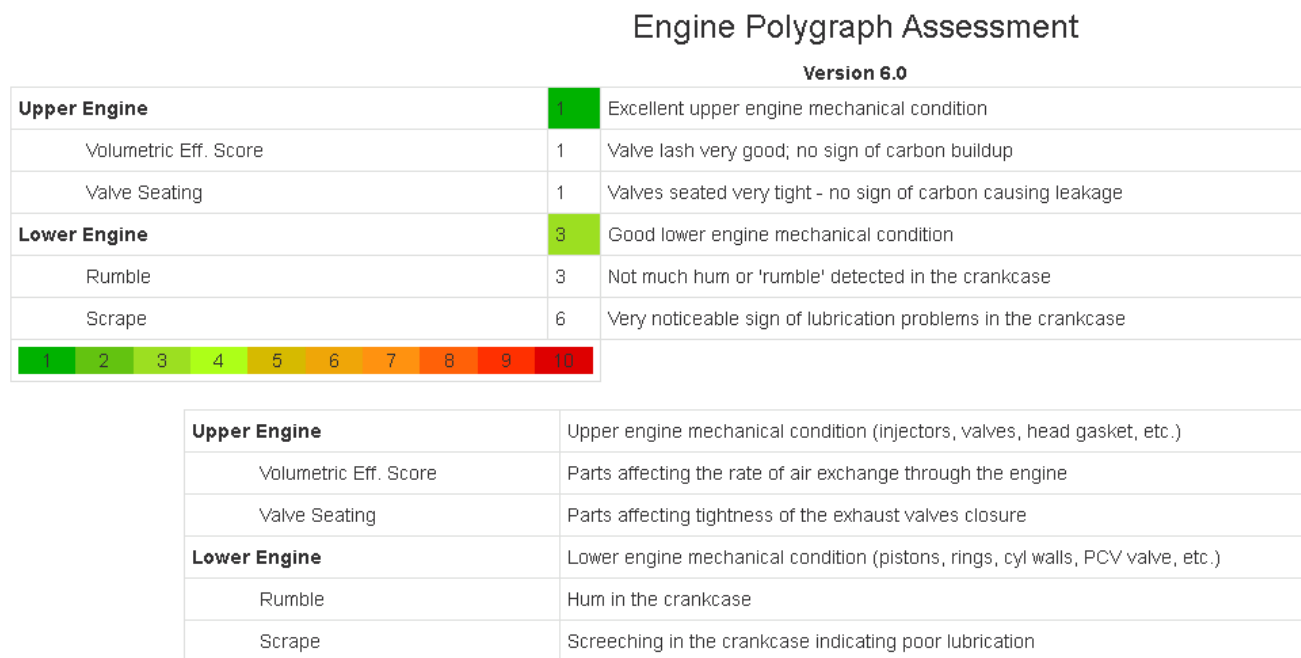 Engine Polygraph Assessment
Version 6.0
Upper Engine 1 Excellent upper engine mechanical condition
Volumetric Eff. Score 1 Valve lash very good; no sign of carbon buildup
Valve Seating 1 Valves seated very tight - no sign of carbon causing leakage
Lower Engine 3 Good lower engine mechanical condition
Rumble 3 Not much hum or 'rumble' detected in the crankcase
Scrape 6 Very noticeable sign of lubrication problems in the crankcase
1 2 3 4 5 6 7 8 9 10
Upper Engine Upper engine mechanical condition (injectors, valves, head gasket, etc.)
Volumetric Eff. Score Parts affecting the rate of air exchange through the engine
Valve Seating Parts affecting tightness of the exhaust valves closure
Lower Engine Lower engine mechanical condition (pistons, rings, cyl walls, PCV valve, etc.)
Rumble Hum in the crankcase
Scrape Screeching in the crankcase indicating poor lubrication